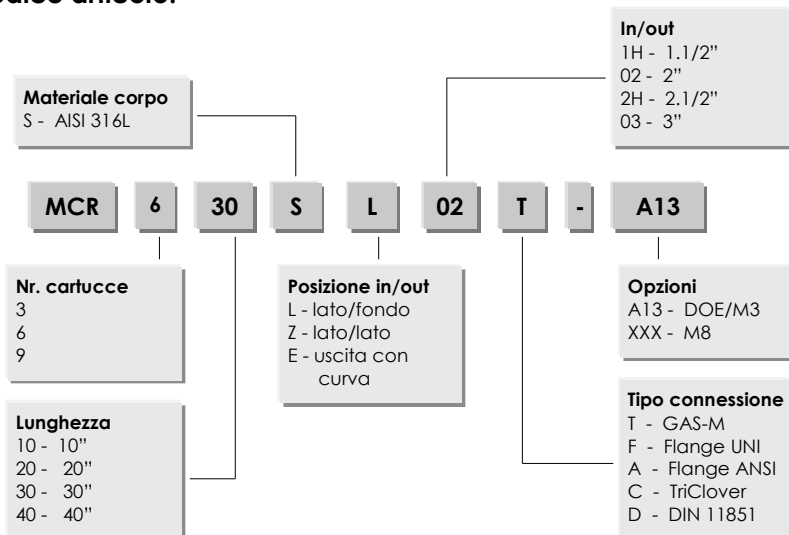 articolo:
In/out
1H - 1.1/2”
02 - 2”
2H - 2.1/2”
03 - 3”
Materiale corpo
S - AISI 316L
MCR 6 30 S L 02 T - A13
Nr. cartucce
3
6
9
Posizione in/out
L - lato/fondo
Z - lato/lato
E - uscita con
curva
Opzioni
A13 - DOE/M3
XXX - M8
Lunghezza
10 - 10”
20 - 20”
30 - 30”
40 - 40”
Tipo connessione
T - GAS-M
F - Flange UNI
A - Flange ANSI
C - TriClover
D - DIN 11851